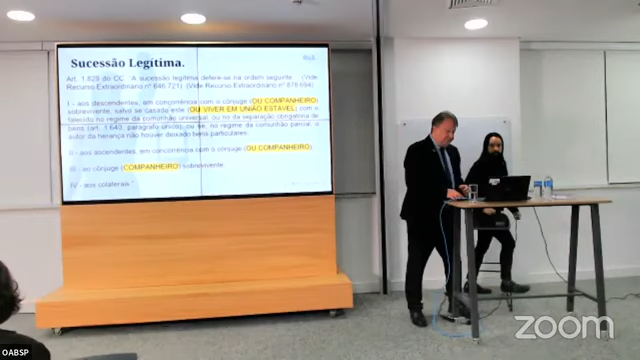 Sucessão Legítima.
Art. 1.829 do CC. "A sucessão legítima defere-se na ordem seguinte: (Vide
Recurso Extraordinário nº 646.721) (Vide Recurso Extraordinário nº 878.694)
I - aos descendentes, em concorrência com o cônjuge (OU COMPANHEIRO)
sobrevivente, salvo se casado este (OU VIVER EM UNIÃO ESTÁVEL) com o
falecido no regime da comunhão universal, ou no da separação obrigatória de
bens (art. 1.640, parágrafo único); ou se, no regime da comunhão parcial, o
autor da herança não houver deixado bens particulares;
II - aos ascendentes, em concorrência com o cônjuge (OU COMPANHEIRO)
III - ao cônjuge (COMPANHEIRO) sobrevivente;
IV - aos colaterais."
OABSP
zoom